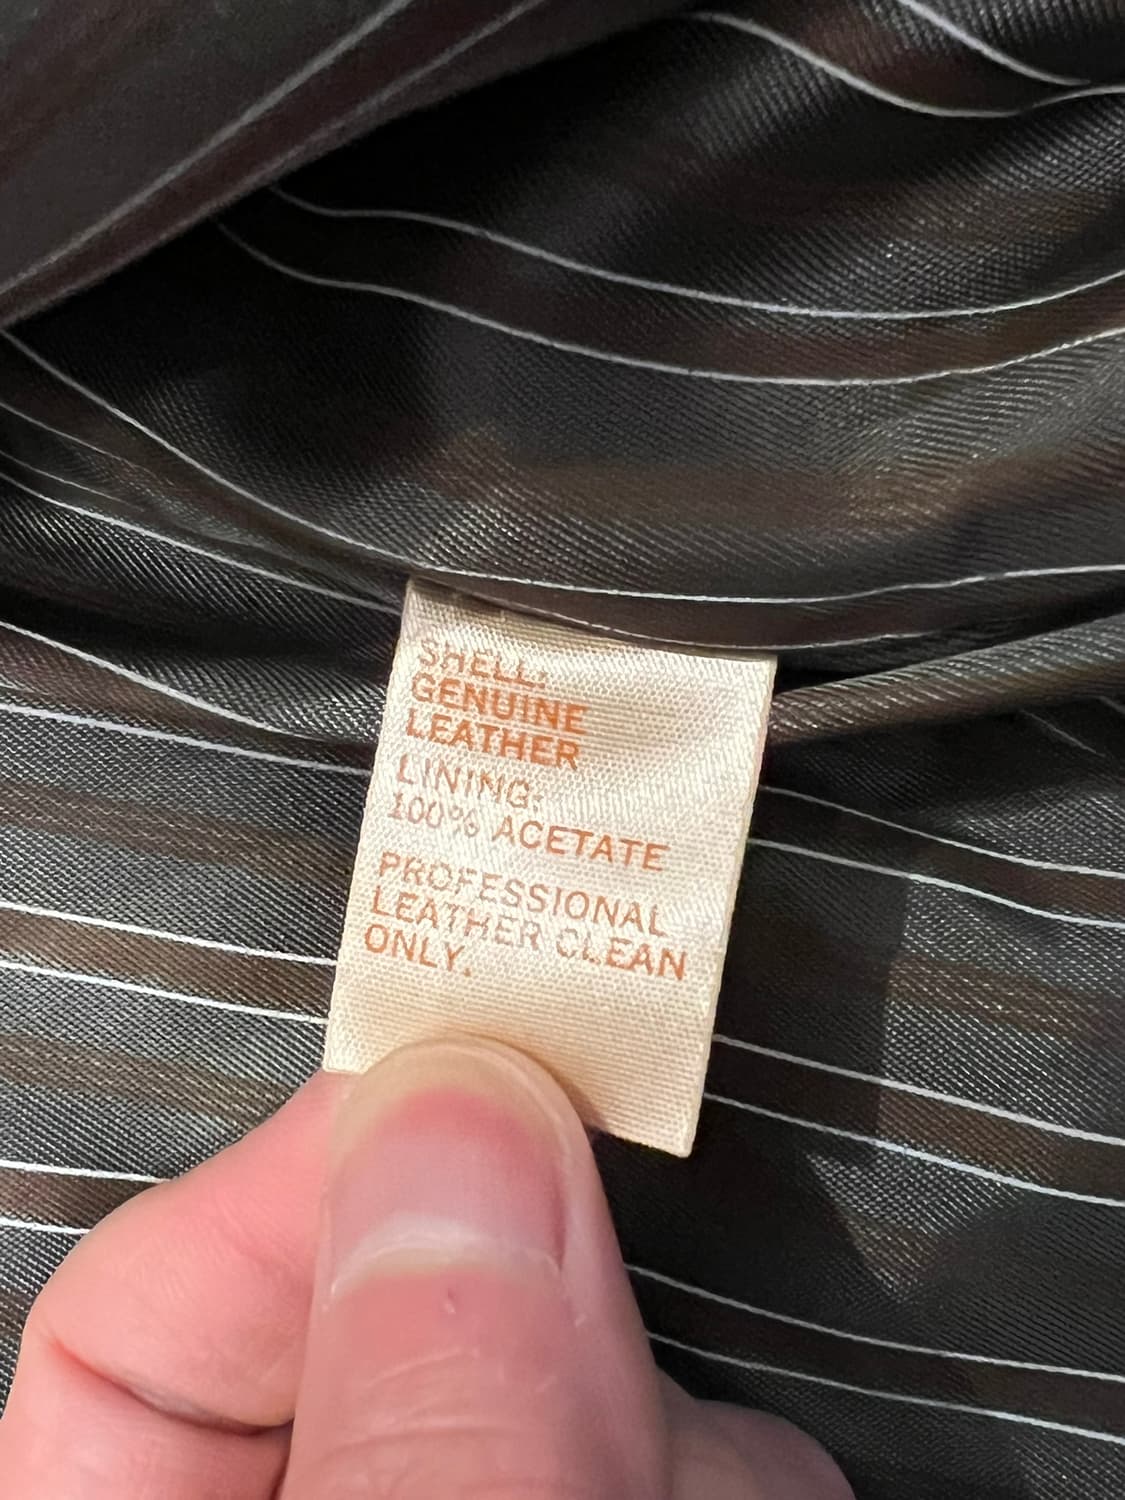 SHELL:
GENUINE
LEATHER
LINING:
100% ACETATE
PROFESSIONAL
LEATHER CLEAN
ONLY.